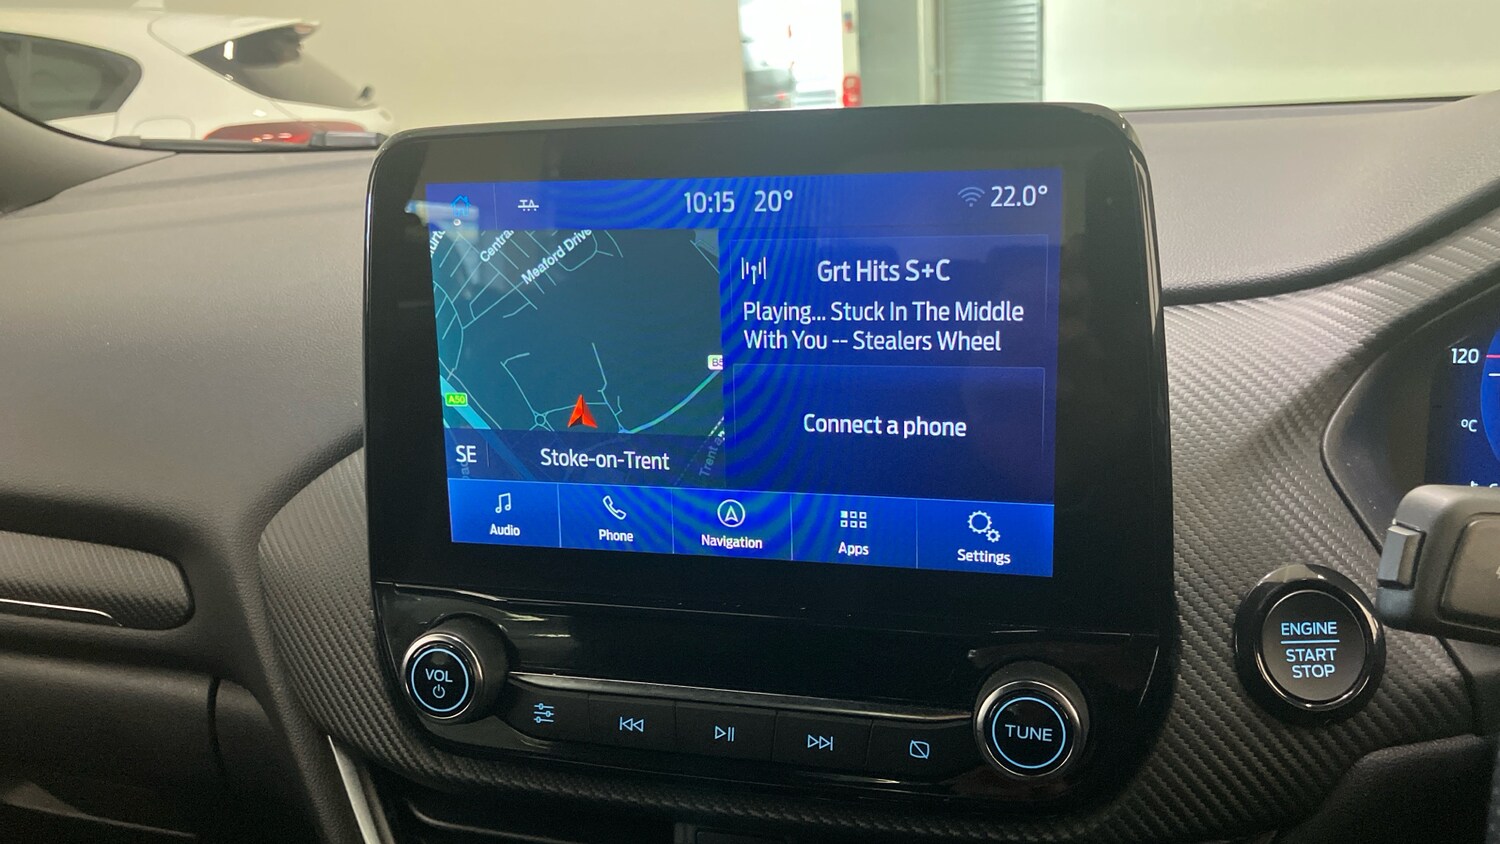 TA
10:15 20°
22.0°
Central
Meaford Drive
Grt Hits S+C
Playing... Stuck In The Middle
With You -- Stealers Wheel
A50
Connect a phone
SE
Stoke-on-Trent
Trent
Audio
Phone
Navigation
Apps
Settings
VOL
TUNE
ENGINE
START
STOP
120
°C